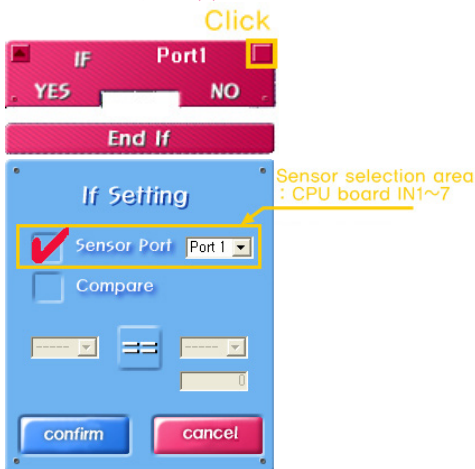 Click
IF Port1
YES NO
End If
If Setting
Sensor selection area
: CPU board IN1~7
Sensor Port Port 1
Compare
----- == -----
0
confirm cancel